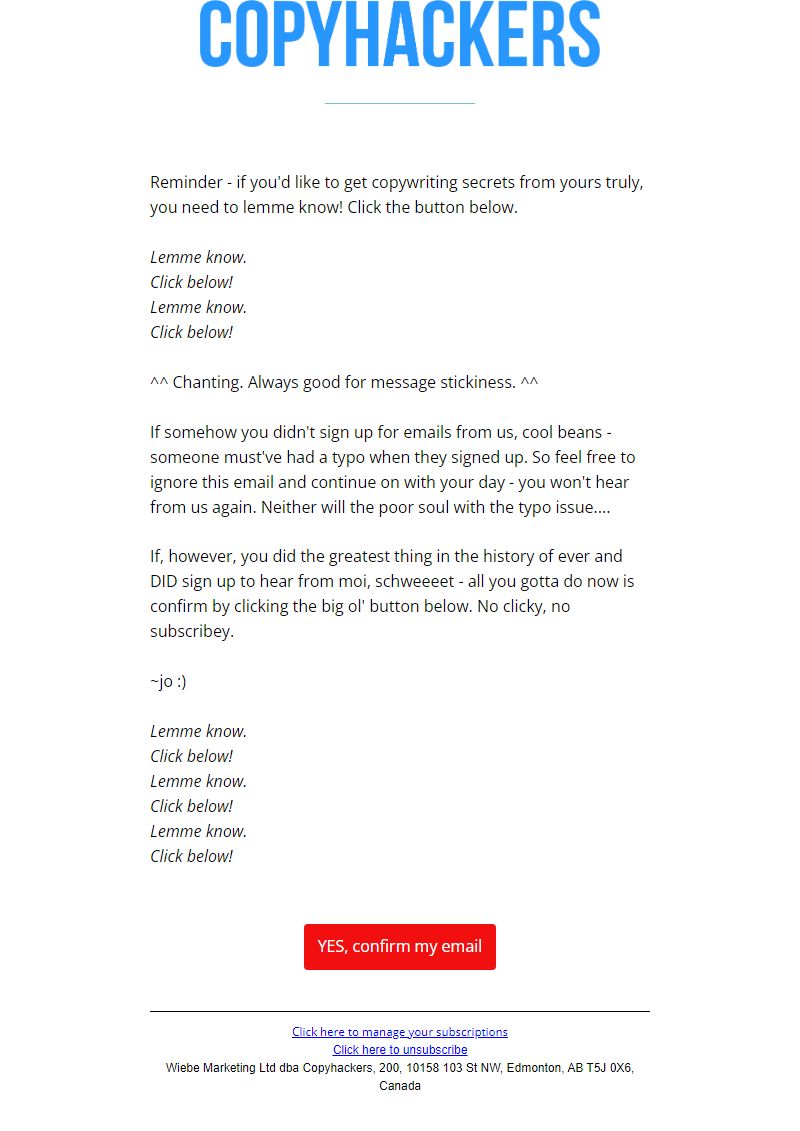 COPYHACKERS
Reminder - if you'd like to get copywriting secrets from yours truly,
you need to lemme know! Click the button below.
Lemme know.
Click below!
Lemme know.
Click below!
^^ Chanting. Always good for message stickiness. ^^
If somehow you didn't sign up for emails from us, cool beans -
someone must've had a typo when they signed up. So feel free to
ignore this email and continue on with your day - you won't hear
from us again. Neither will the poor soul with the typo issue....
If, however, you did the greatest thing in the history of ever and
DID sign up to hear from moi, schweeeet - all you gotta do now is
confirm by clicking the big ol' button below. No clicky, no
subscribey.
~jo :)
Lemme know.
Click below!
Lemme know.
Click below!
Lemme know.
Click below!
YES, confirm my email
Click here to manage your subscriptions
Click here to unsubscribe
Wiebe Marketing Ltd dba Copyhackers, 200, 10158 103 St NW, Edmonton, AB T5J 0X6,
Canada